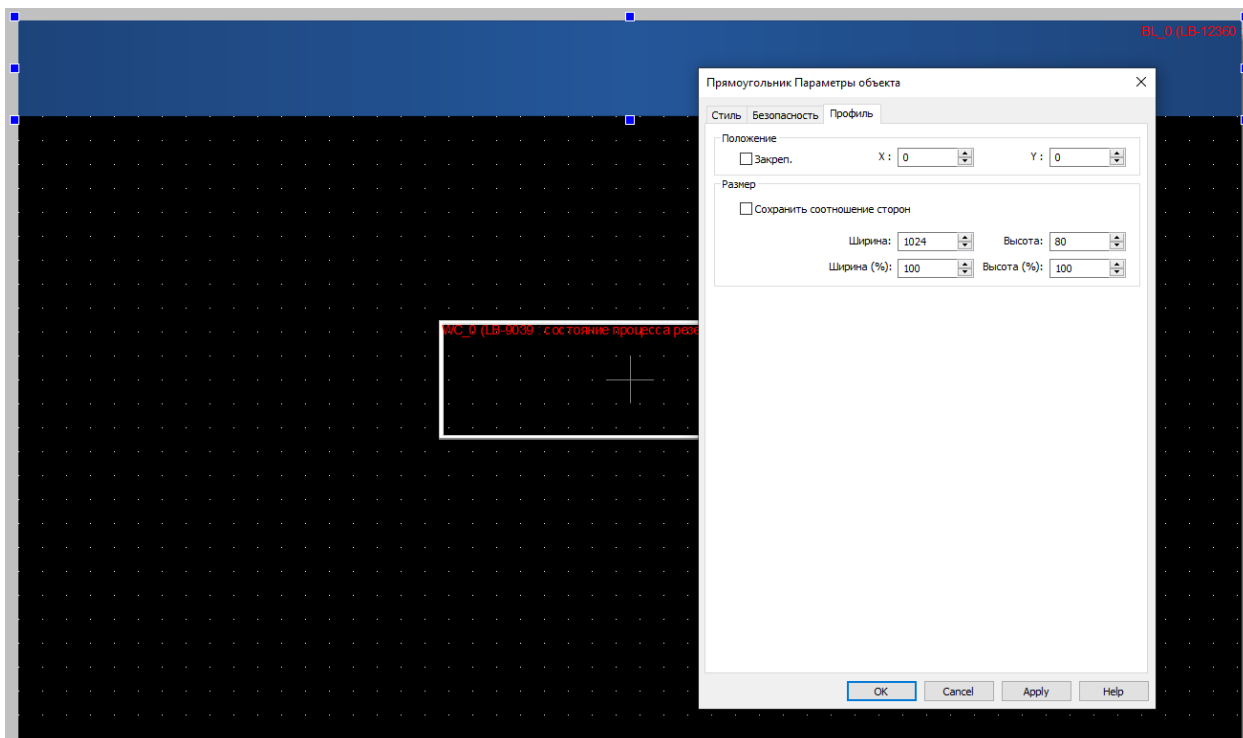 BL_0 (LB-12360
Прямоугольник Параметры объекта
Стиль Безопасность Профиль
Положение
Закреп. X : 0 Y : 0
Размер
Сохранить соотношение сторон
Ширина: 1024 Высота: 80
Ширина (%): 100 Высота (%): 100
WC_0 (LB-9039 : состояние процесса резе
OK Cancel Apply Help